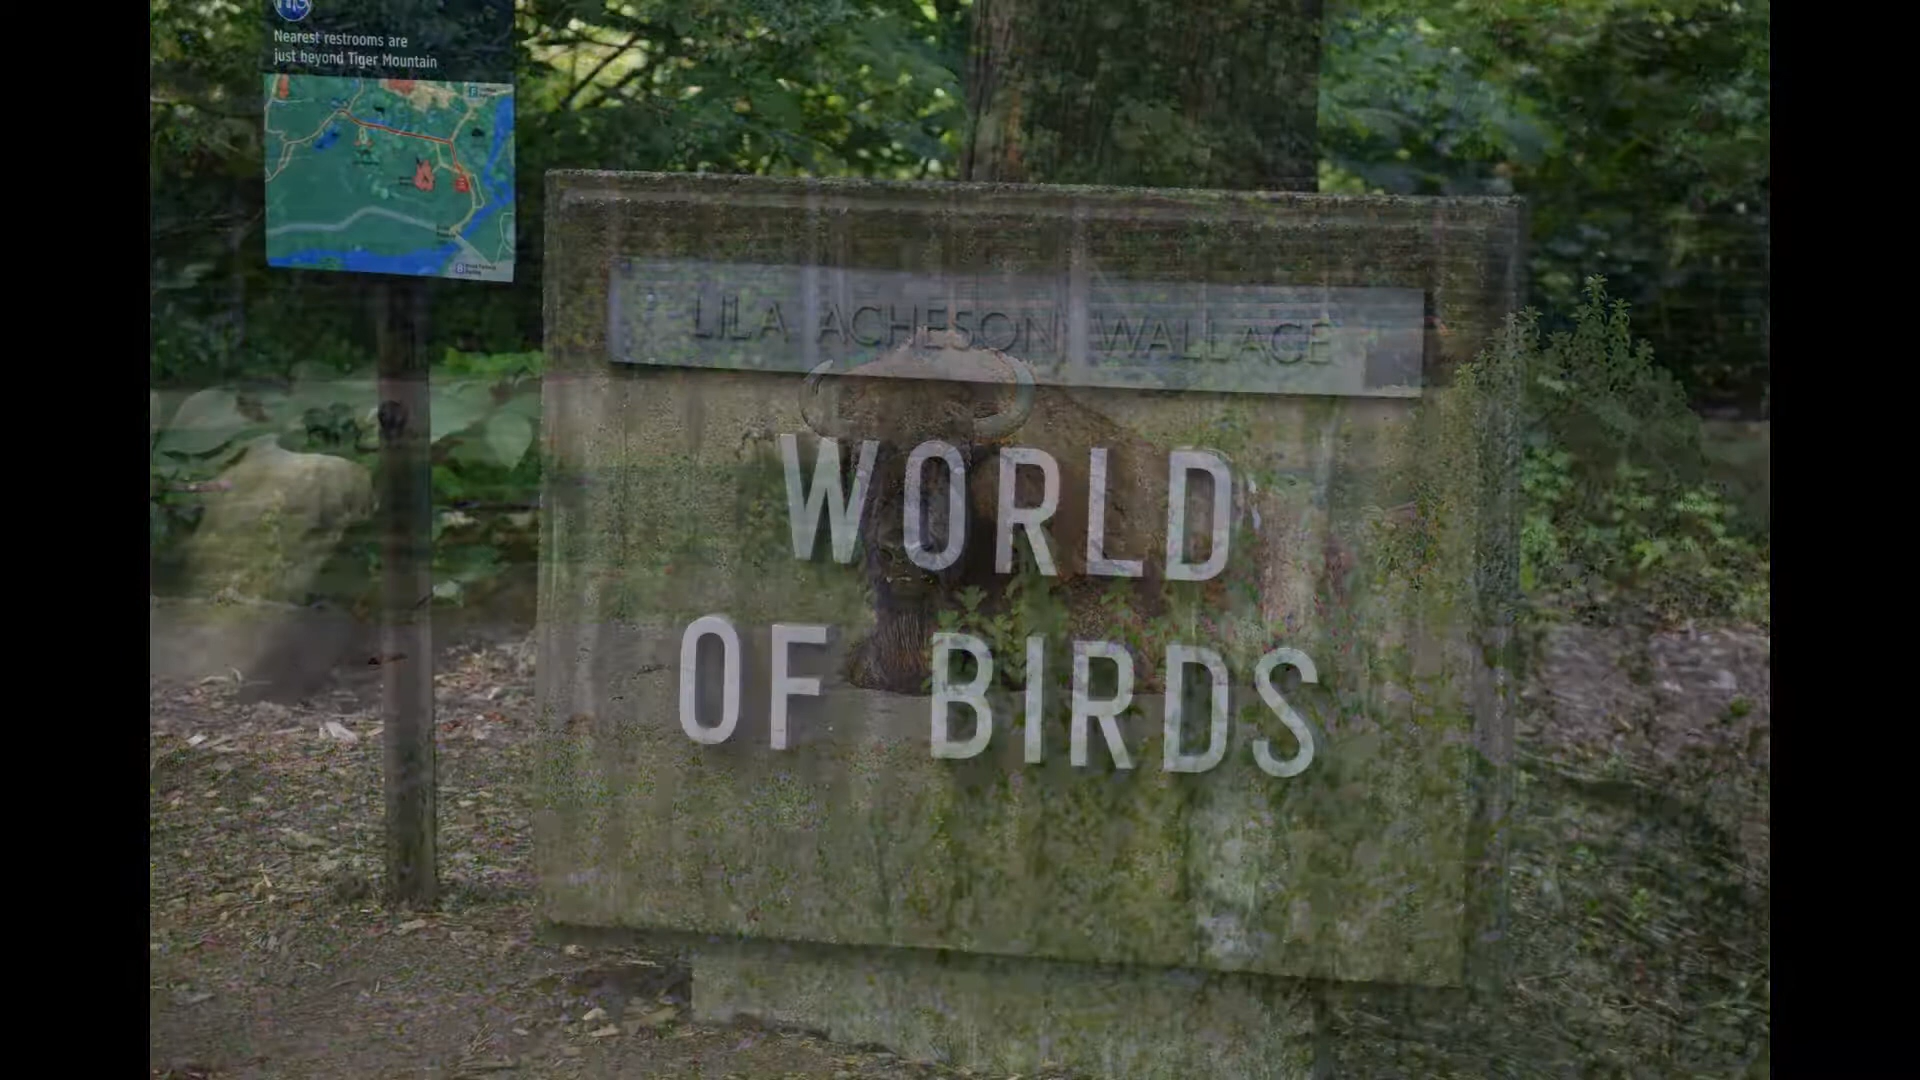 Nearest restrooms are
just beyond Tiger Mountain
LILA ACHESON WALLACE
WORLD
OF BIRDS